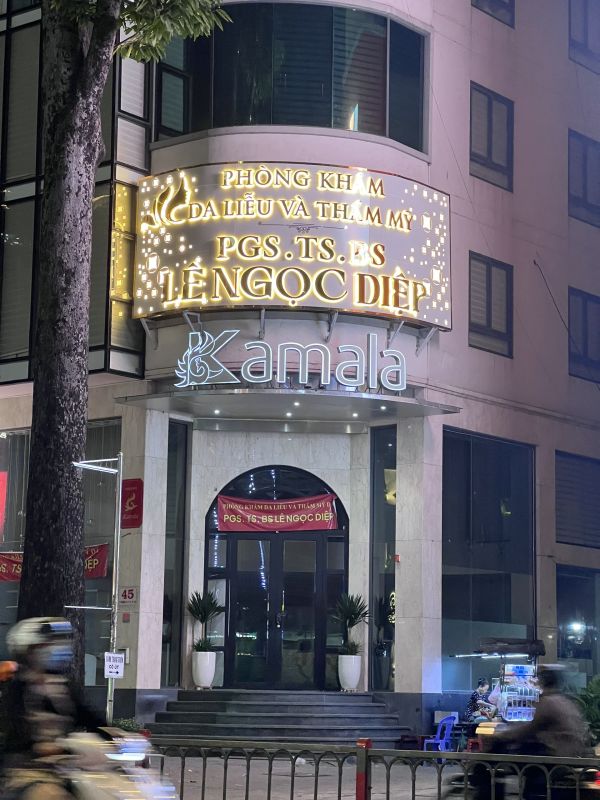 PHÒNG KHÁM
DA LIỄU VÀ THẨM MỸ
PGS.TS.BS
LÊ NGỌC DIỆP
Kamala
PHÒNG KHÁM DA LIỄU VÀ THẨM MỸ
PGS. TS. BS LÊ NGỌC DIỆP
45